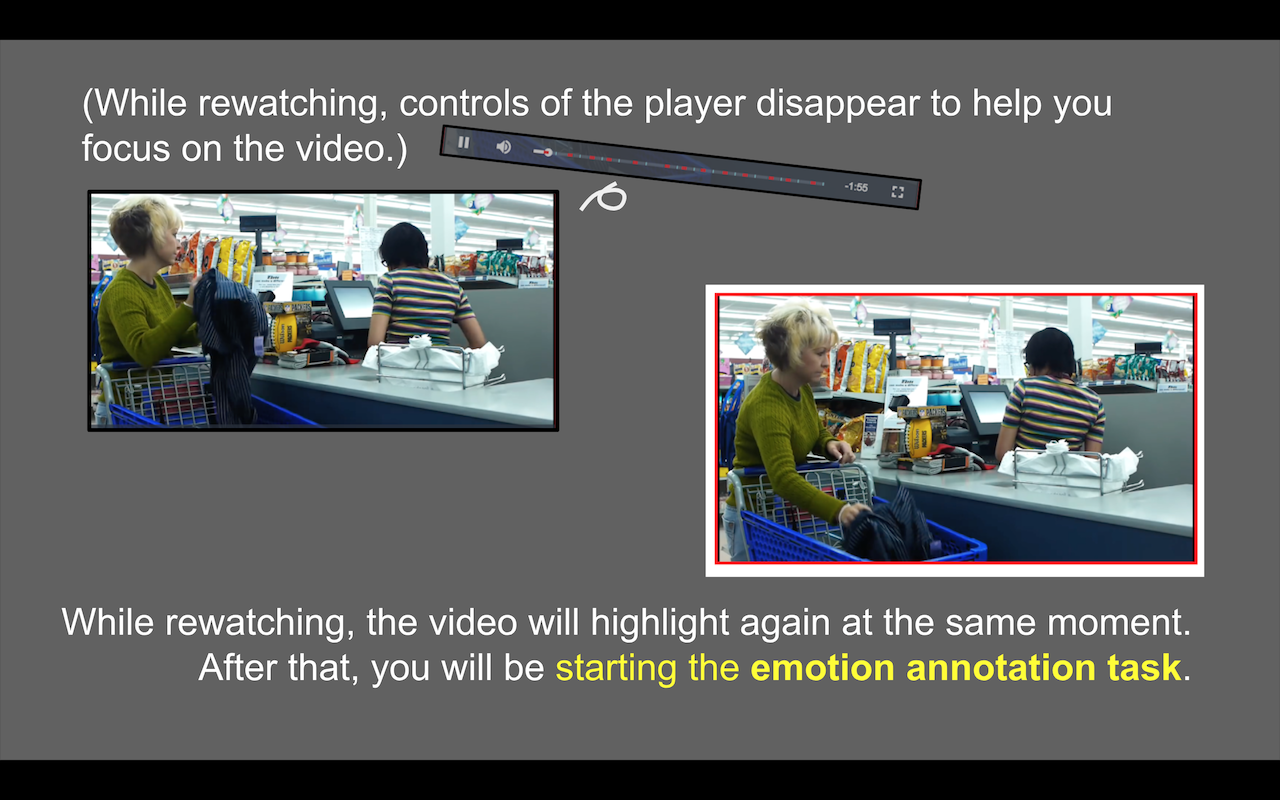 (While rewatching, controls of the player disappear to help you
focus on the video.)
-1:55
While rewatching, the video will highlight again at the same moment.
After that, you will be starting the emotion annotation task.